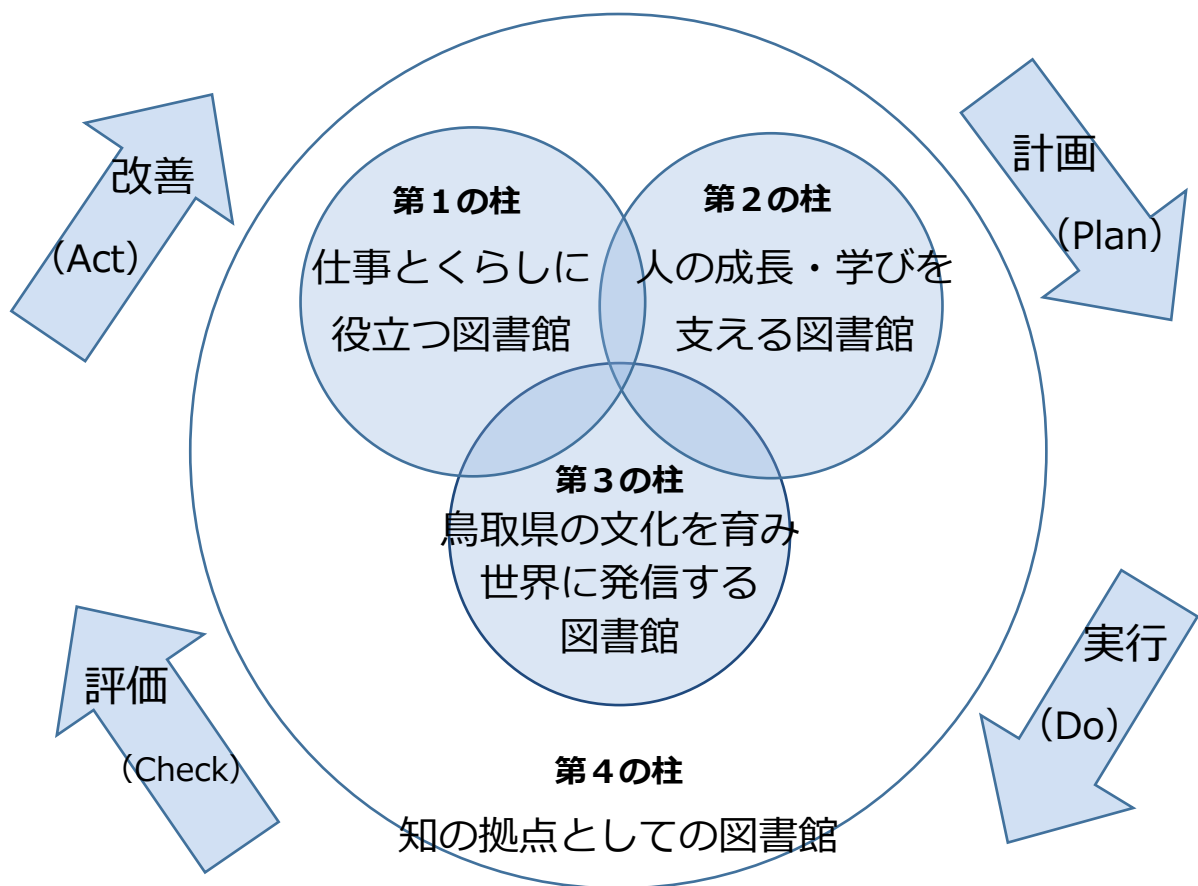 改善
（Act）
計画
（Plan）
第１の柱
仕事とくらしに
役立つ図書館
第２の柱
人の成長・学びを
支える図書館
第３の柱
鳥取県の文化を育み
世界に発信する
図書館
評価
（Check）
実行
（Do）
第４の柱
知の拠点としての図書館